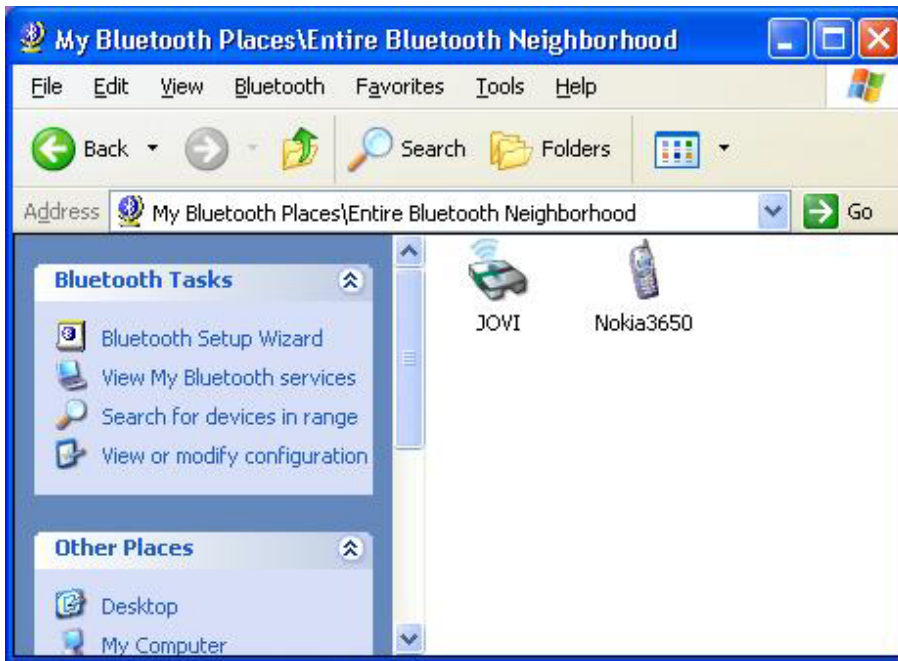 My Bluetooth Places\Entire Bluetooth Neighborhood
File Edit View Bluetooth Favorites Tools Help
Back Search Folders
Address My Bluetooth Places\Entire Bluetooth Neighborhood Go
Bluetooth Tasks
Bluetooth Setup Wizard
View My Bluetooth services
Search for devices in range
View or modify configuration
Other Places
Desktop
My Computer
JOVI Nokia3650